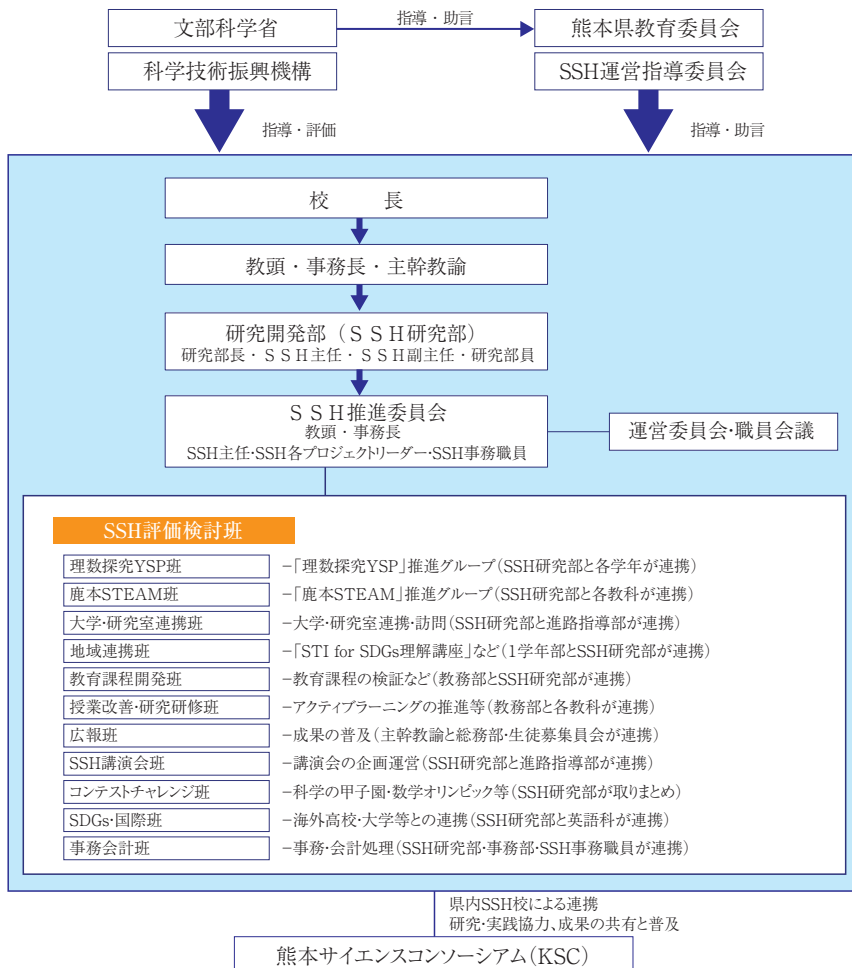 文部科学省
指導・助言
熊本県教育委員会
科学技術振興機構
SSH運営指導委員会
指導・評価
指導・助言
校　　長
教頭・事務長・主幹教諭
研究開発部（ＳＳＨ研究部）
研究部長・ＳＳＨ主任・ＳＳＨ副主任・研究部員
ＳＳＨ推進委員会
教頭・事務長
SSH主任・SSH各プロジェクトリーダー・SSH事務職員
運営委員会・職員会議
SSH評価検討班
理数探究YSP班 －「理数探究YSP」推進グループ（SSH研究部と各学年が連携）
鹿本STEAM班 －「鹿本STEAM」推進グループ（SSH研究部と各教科が連携）
大学・研究室連携班 －大学・研究室連携・訪問（SSH研究部と進路指導部が連携）
地域連携班 －「STI for SDGs理解講座」など（1学年部とSSH研究部が連携）
教育課程開発班 －教育課程の検証など（教務部とSSH研究部が連携）
授業改善・研究研修班 －アクティブラーニングの推進等（教務部と各教科が連携）
広報班 －成果の普及（主幹教諭と総務部・生徒募集員会が連携）
SSH講演会班 －講演会の企画運営（SSH研究部と進路指導部が連携）
コンテストチャレンジ班 －科学の甲子園・数学オリンピック等（SSH研究部が取りまとめ）
SDGs・国際班 －海外高校・大学等との連携（SSH研究部と英語科が連携）
事務会計班 －事務・会計処理（SSH研究部・事務部・SSH事務職員が連携）
県内SSH校による連携
研究・実践協力、成果の共有と普及
熊本サイエンスコンソーシアム（KSC）